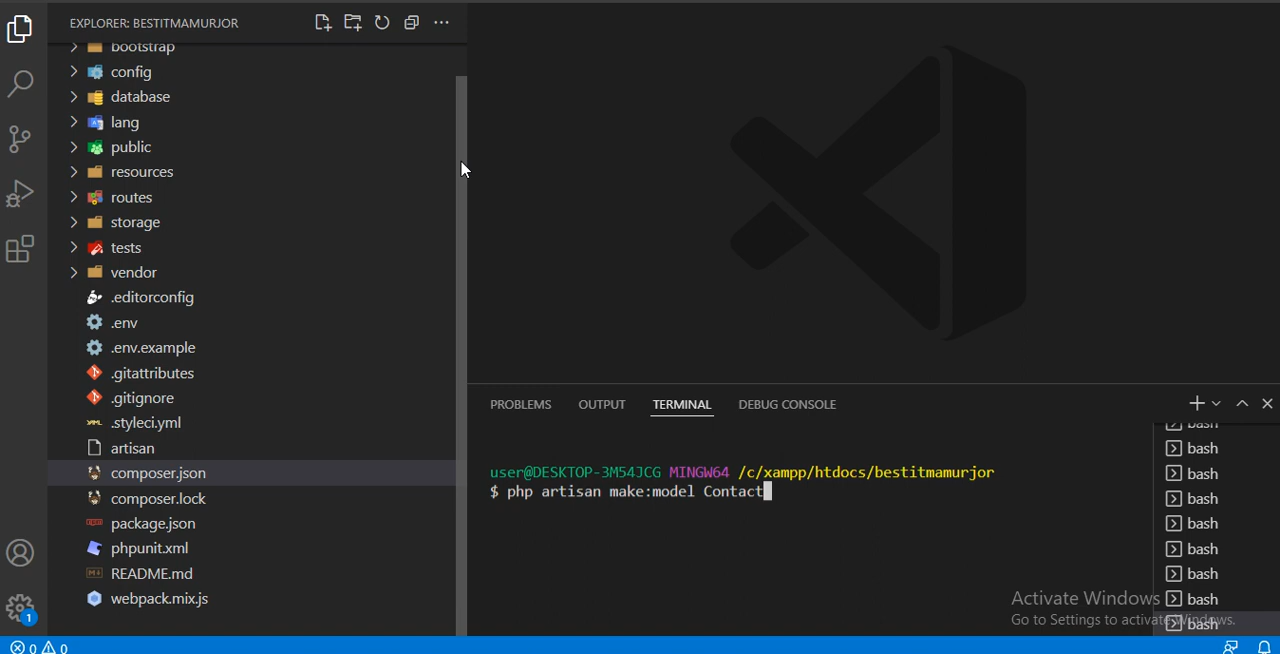 EXPLORER: BESTITMAMURJOR
bootstrap
config
database
lang
public
resources
routes
storage
tests
vendor
.editorconfig
.env
.env.example
.gitattributes
.gitignore
.styleci.yml
artisan
composer.json
composer.lock
package.json
phpunit.xml
README.md
webpack.mix.js
1
0 0
PROBLEMS OUTPUT TERMINAL DEBUG CONSOLE
user@DESKTOP-3M54JCG MINGW64 /c/xampp/htdocs/bestitmamurjor
$ php artisan make:model Contact
bash
bash
bash
bash
bash
bash
bash
bash
bash
Activate Windows
Go to Settings to activate Windows.